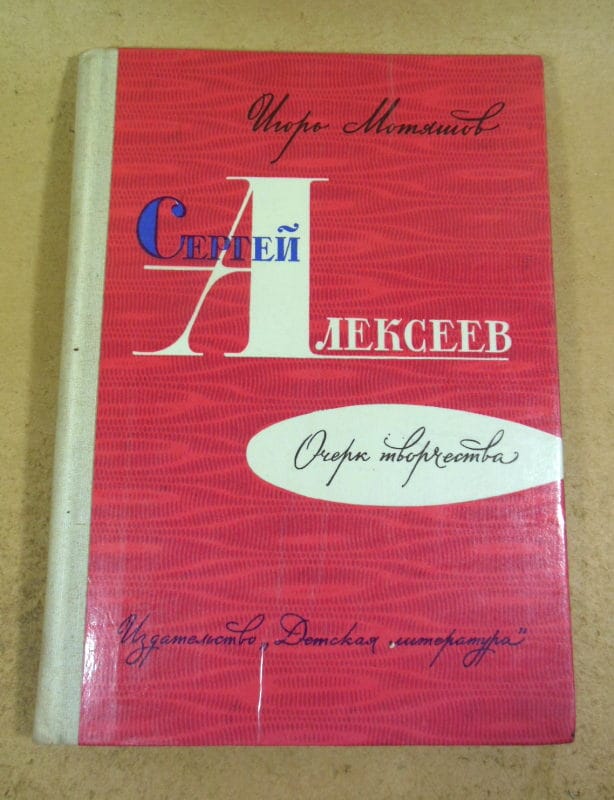 Игорь Мотяшов
Сергей
Алексеев
Очерк творчества
Издательство „Детская литература"